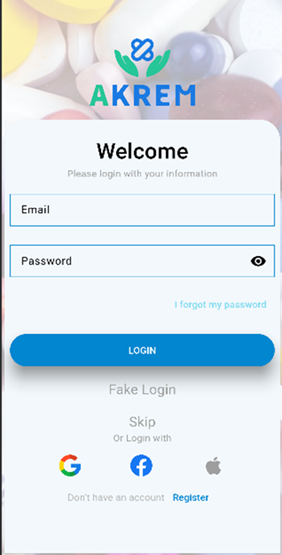 AKREM
Welcome
Please login with your information
Email
Password
I forgot my password
LOGIN
Fake Login
Skip
Or Login with
Don't have an account Register